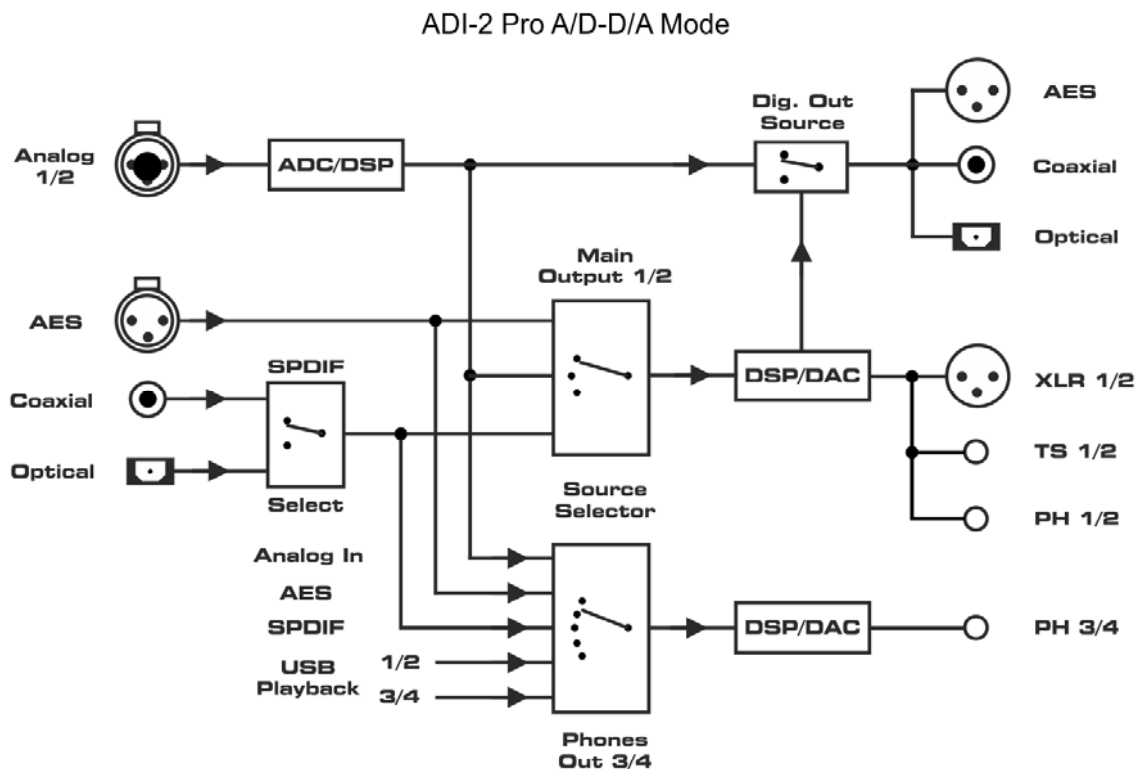 ADI-2 Pro A/D-D/A Mode
Analog
1/2
ADC/DSP
Dig. Out
Source
AES
Coaxial
Optical
AES
Main
Output 1/2
SPDIF
Coaxial
Optical
Select
Source
Selector
DSP/DAC
XLR 1/2
TS 1/2
PH 1/2
Analog In
AES
SPDIF
USB
Playback
1/2
3/4
DSP/DAC
PH 3/4
Phones
Out 3/4